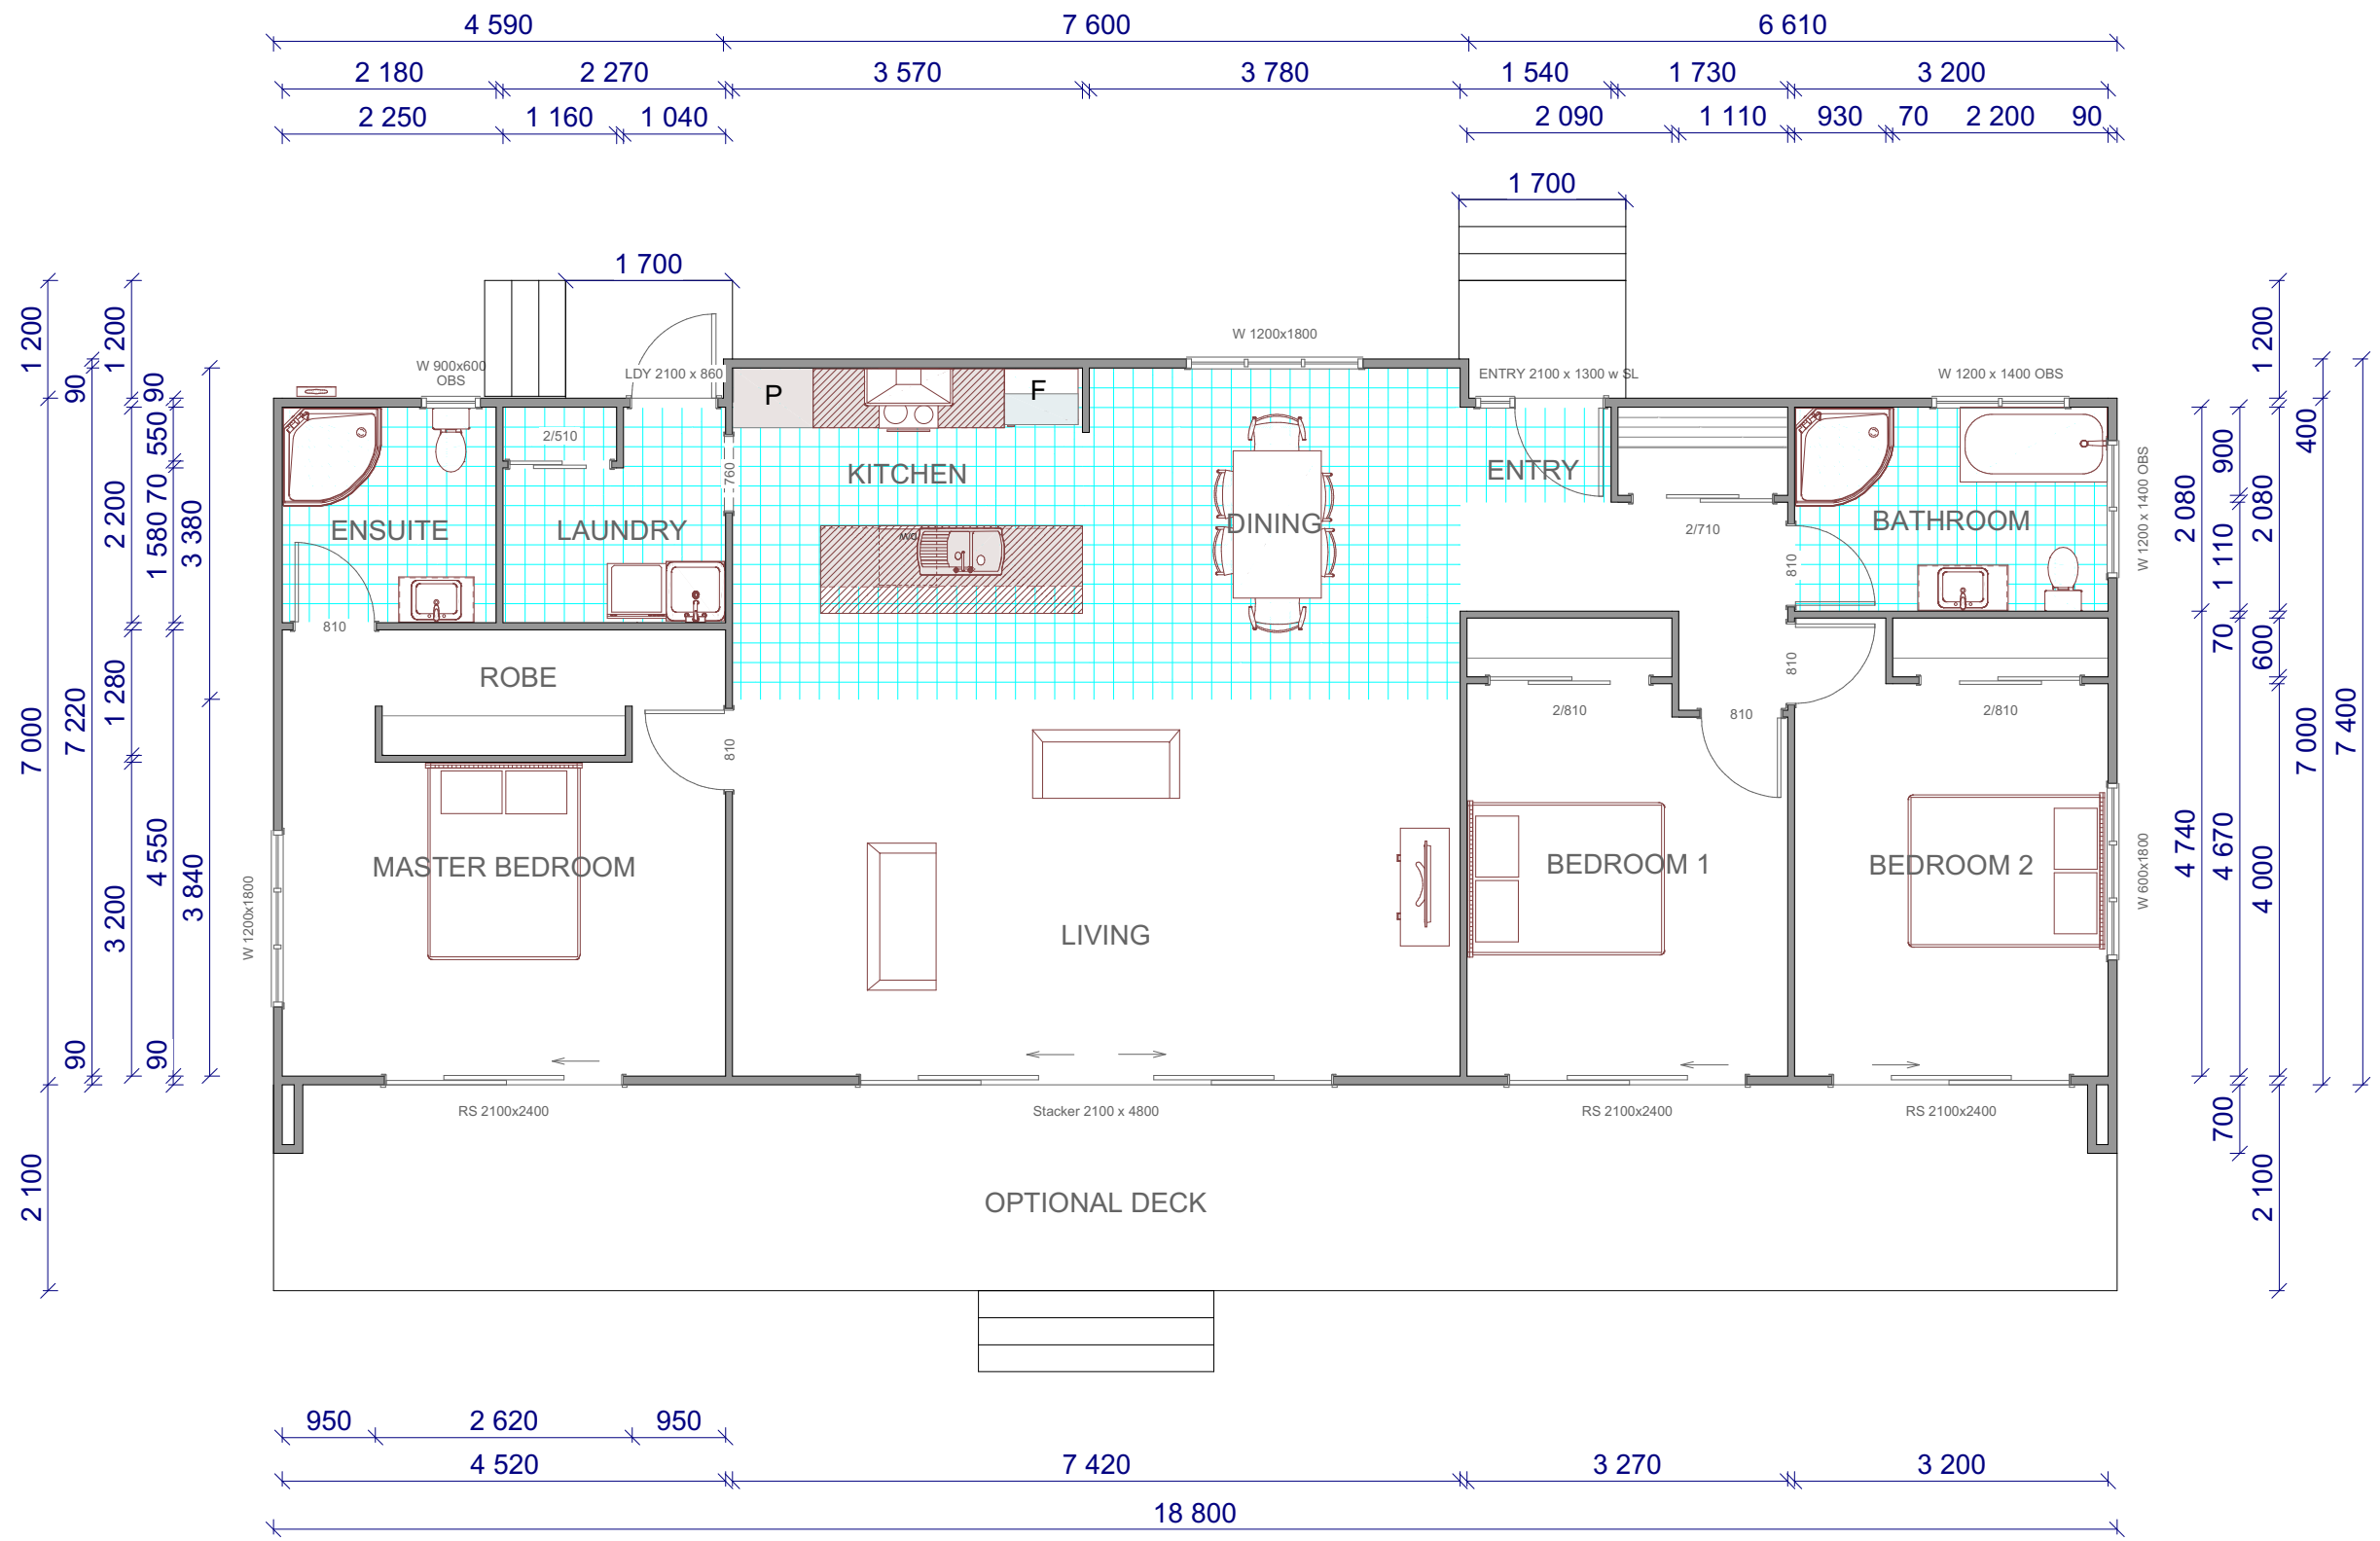 4 590 7 600 6 610
2 180 2 270 3 570 3 780 1 540 1 730 3 200
2 250 1 160 1 040 2 090 1 110 930 70 2 200 90
1 700
1 700
1 200
1 200
1 200
W 1200x1800
W 900x600
OBS
LDY 2100 x 860
ENTRY 2100 x 1300 w SL
W 1200 x 1400 OBS
90
90
P
F
400
550
2/510
900
KITCHEN
ENTRY
760
70
W 1200 x 1400 OBS
2 200
1 580
3 380
ENSUITE
LAUNDRY
WO
DINING
2/710
BATHROOM
2 080
2 080
1 110
810
810
810
70
600
ROBE
1 280
7 000
7 220
810
2/810
810
2/810
7 000
7 400
MASTER BEDROOM
BEDROOM 1
BEDROOM 2
4 550
3 840
3 200
W 1200x1800
W 600x1800
4 740
4 670
4 000
LIVING
90
90
RS 2100x2400
Stacker 2100 x 4800
RS 2100x2400
RS 2100x2400
700
2 100
2 100
OPTIONAL DECK
950 2 620 950
4 520 7 420 3 270 3 200
18 800